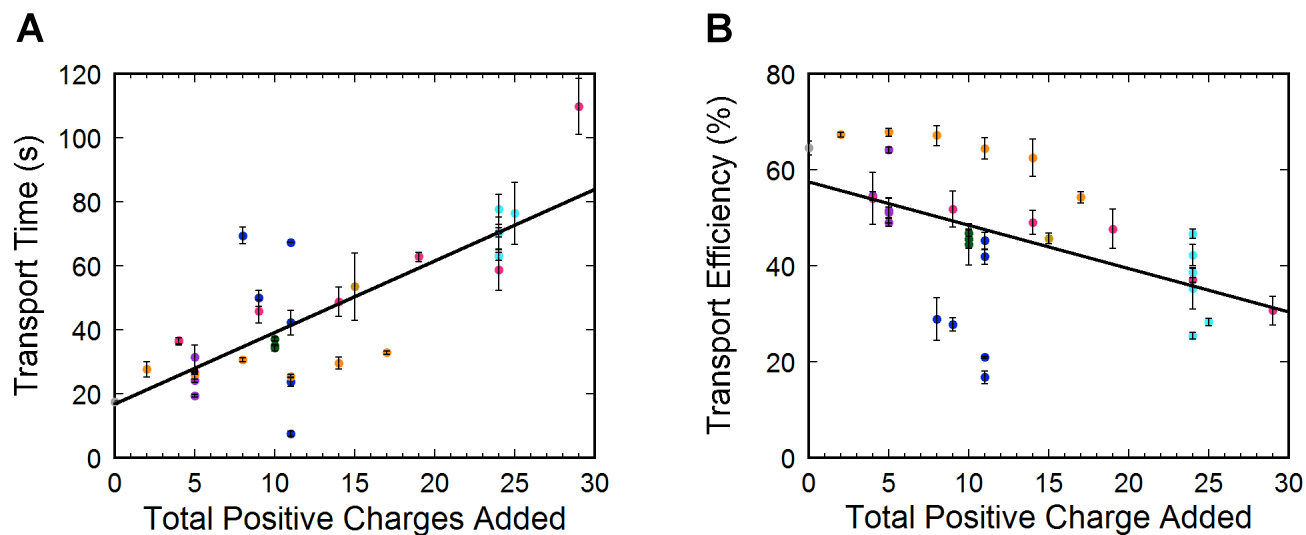 A
B
Transport Time (s)
120
100
80
60
40
20
0
0 5 10 15 20 25 30
Total Positive Charges Added
Transport Efficiency (%)
80
60
40
20
0
0 5 10 15 20 25 30
Total Positive Charge Added